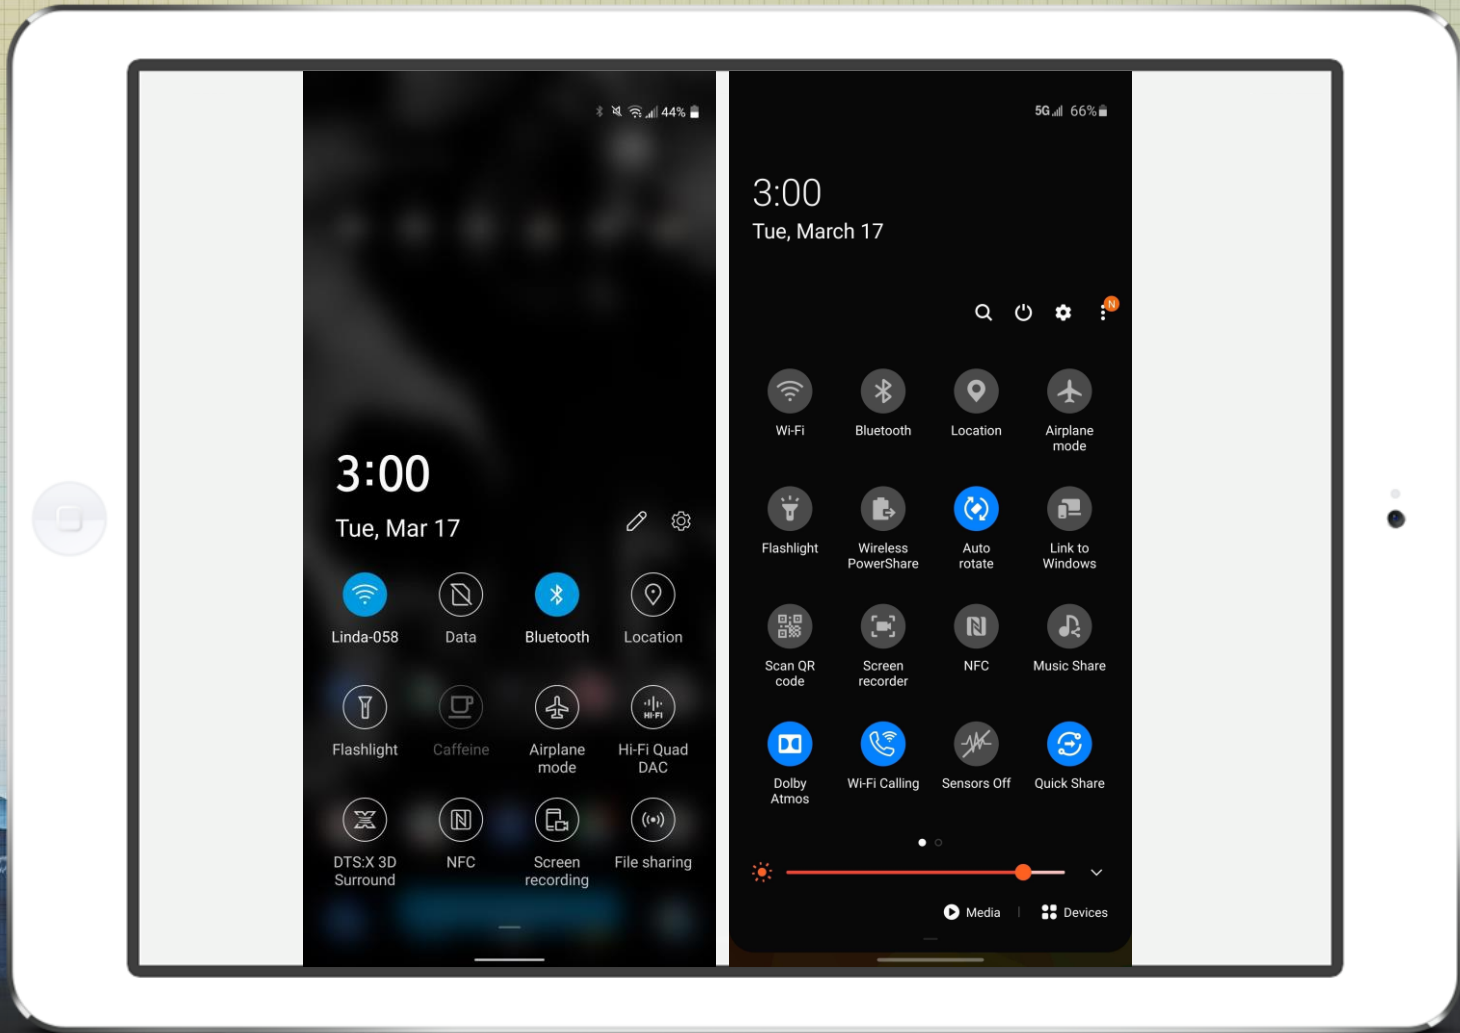 44%
3:00
Tue, Mar 17
Linda-058
Data
Bluetooth
Location
Flashlight
Caffeine
Airplane
mode
HI-FI
Hi-Fi Quad
DAC
DTS:X 3D
Surround
NFC
Screen
recording
File sharing
5G 66%
3:00
Tue, March 17
N
Wi-Fi
Bluetooth
Location
Airplane
mode
Flashlight
Wireless
PowerShare
Auto
rotate
Link to
Windows
Scan QR
code
Screen
recorder
NFC
Music Share
Dolby
Atmos
Wi-Fi Calling
Sensors Off
Quick Share
Media
Devices